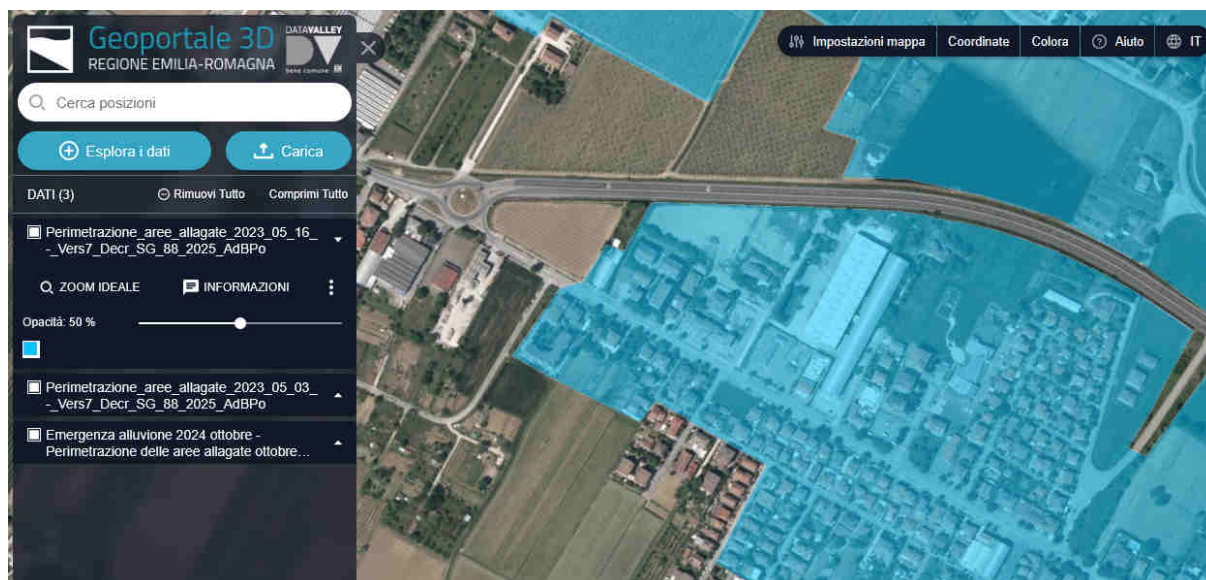 Geoportale 3D
REGIONE EMILIA-ROMAGNA
DATAVALLEY
DV
bene comune
Impostazioni mappa
Coordinate
Colora
Aiuto
IT
Cerca posizioni
Esplora i dati
Carica
DATI (3)
Rimuovi Tutto
Comprimi Tutto
Perimetrazione_aree_allagate_2023_05_16_
-_Vers7_Decr_SG_88_2025_AdBPo
ZOOM IDEALE
INFORMAZIONI
Opacità: 50 %
Perimetrazione_aree_allagate_2023_05_03_
-_Vers7_Decr_SG_88_2025_AdBPo
Emergenza alluvione 2024 ottobre -
Perimetrazione delle aree allagate ottobre...